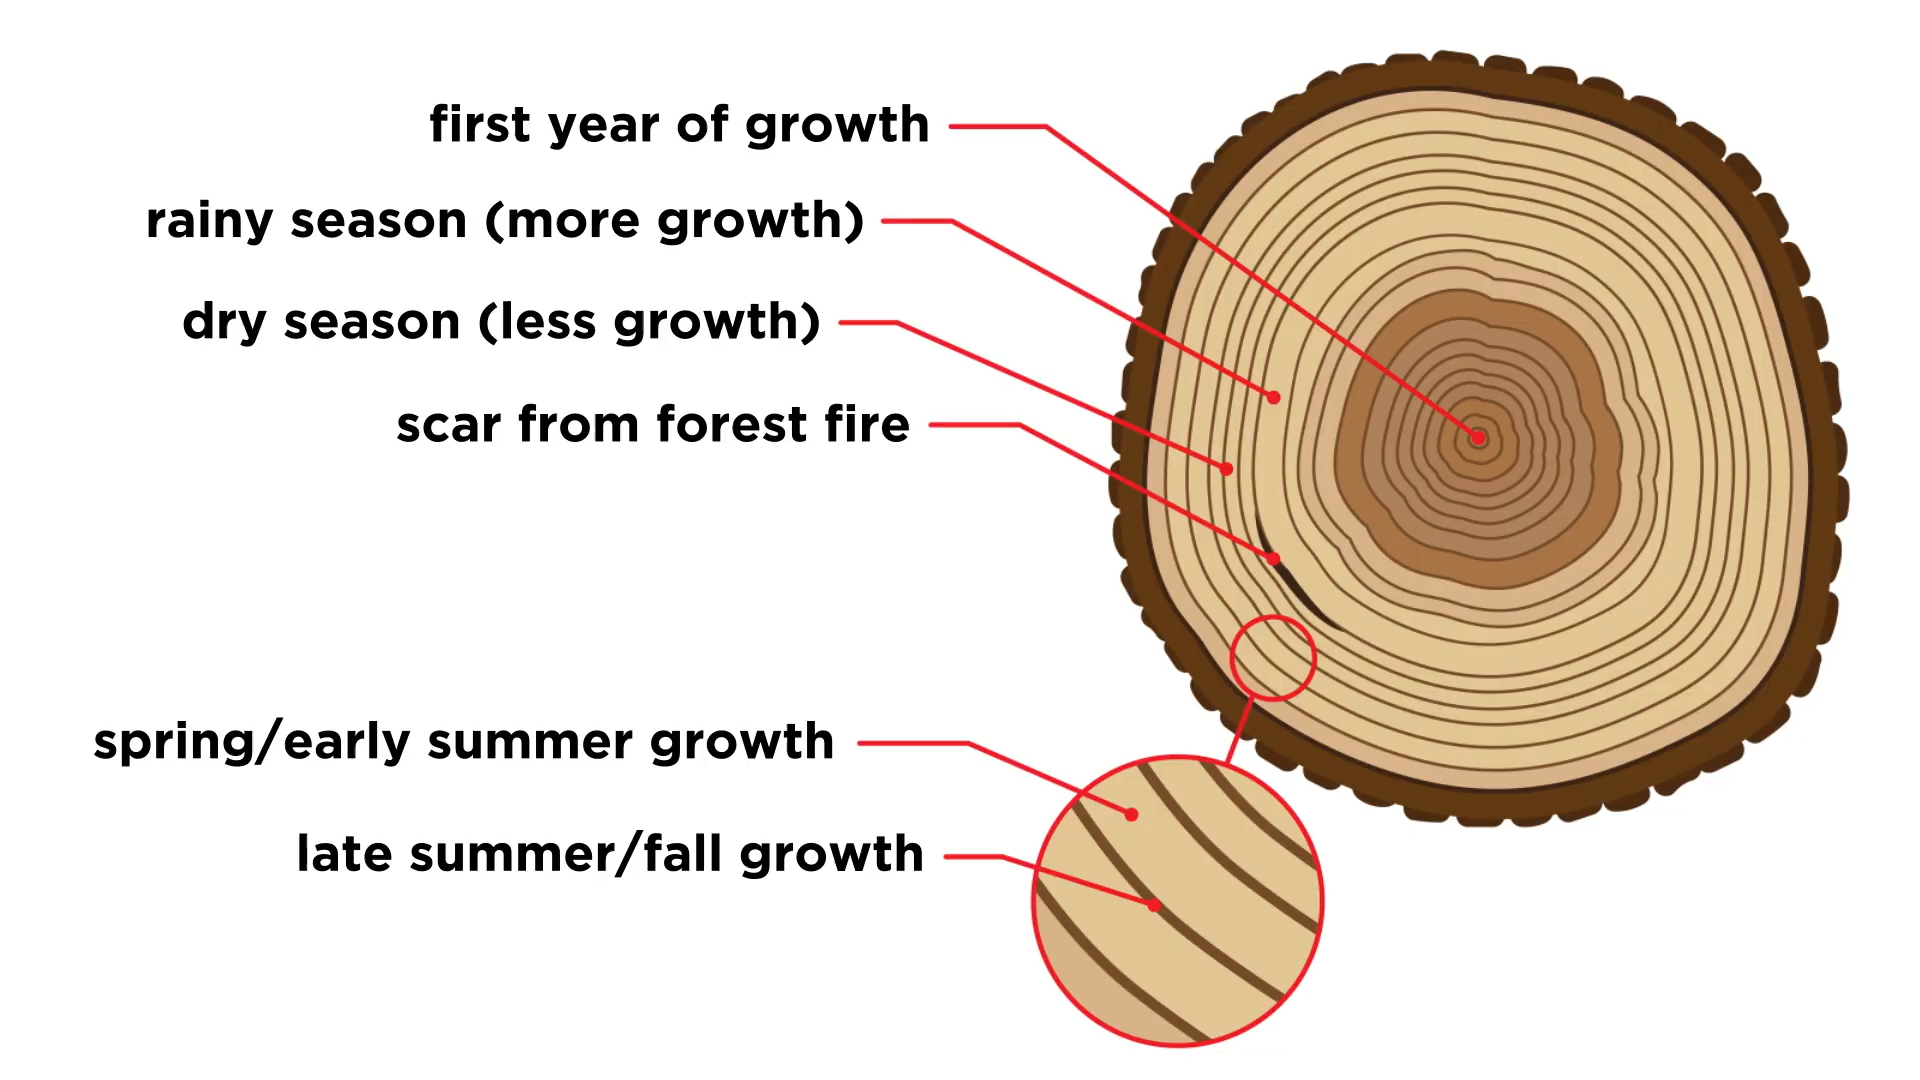 first year of growth
rainy season (more growth)
dry season (less growth)
scar from forest fire
spring/early summer growth
late summer/fall growth